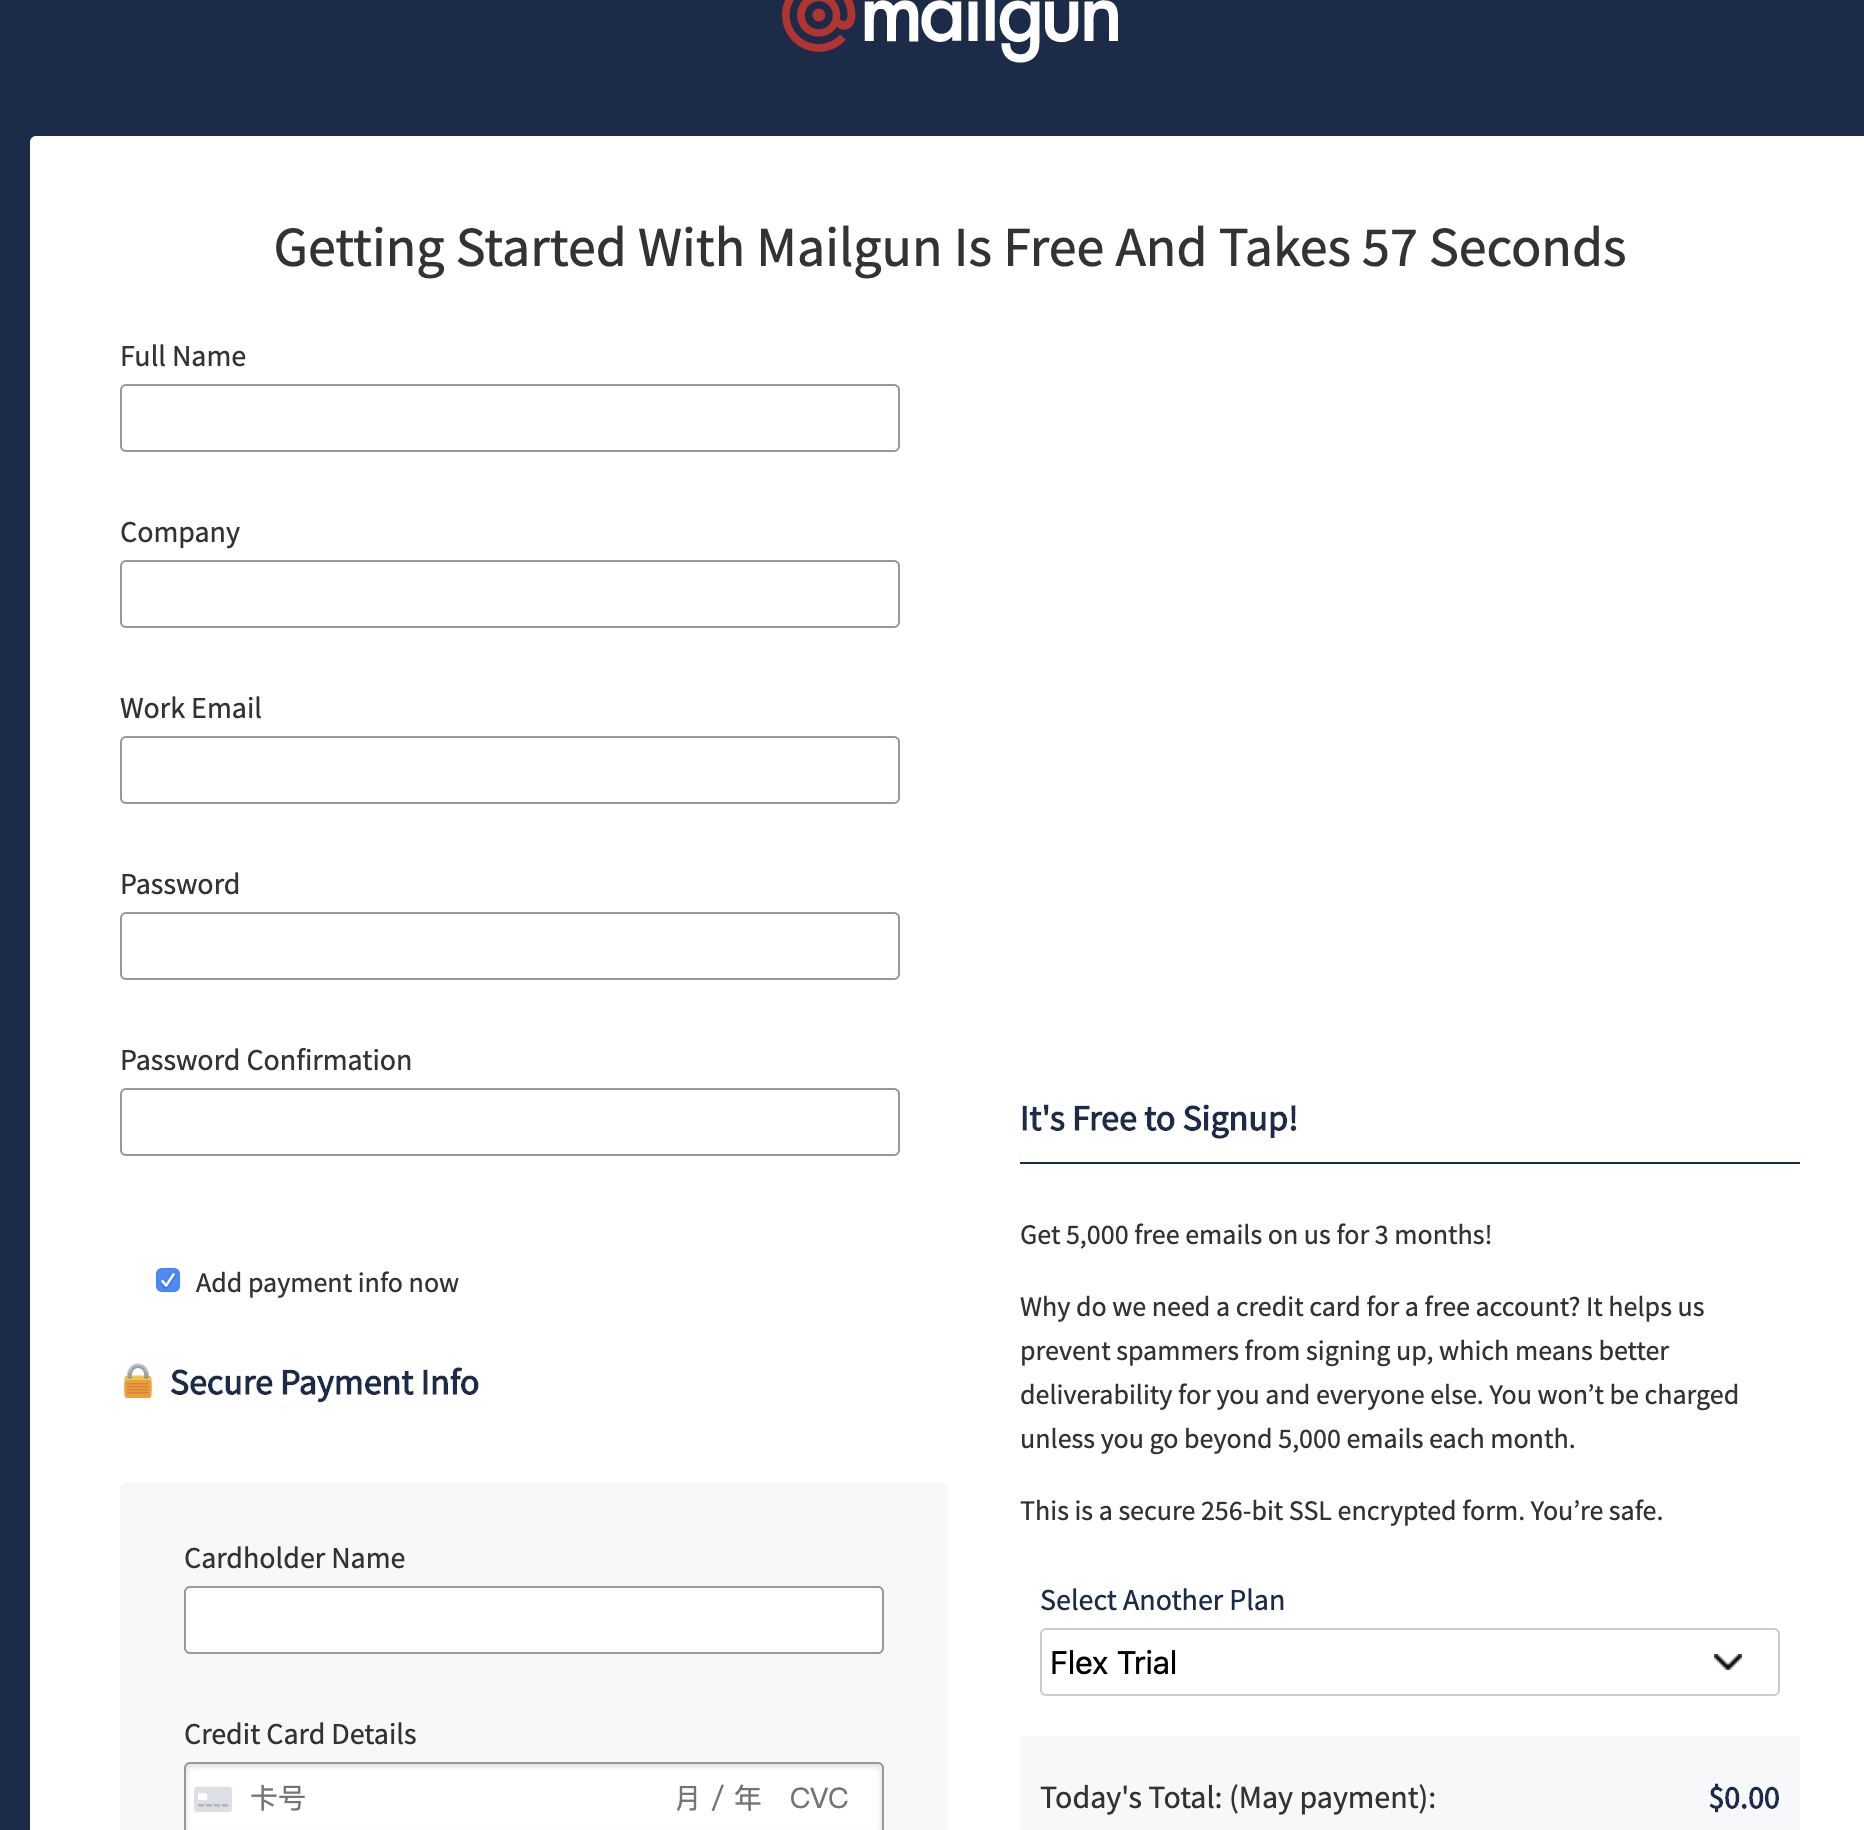 mailgun
Getting Started With Mailgun Is Free And Takes 57 Seconds
Full Name
Company
Work Email
Password
Password Confirmation
Add payment info now
Secure Payment Info
Cardholder Name
Credit Card Details
卡号 月 / 年 CVC
It's Free to Signup!
Get 5,000 free emails on us for 3 months!
Why do we need a credit card for a free account? It helps us
prevent spammers from signing up, which means better
deliverability for you and everyone else. You won’t be charged
unless you go beyond 5,000 emails each month.
This is a secure 256-bit SSL encrypted form. You’re safe.
Select Another Plan
Flex Trial
Today's Total: (May payment): $0.00